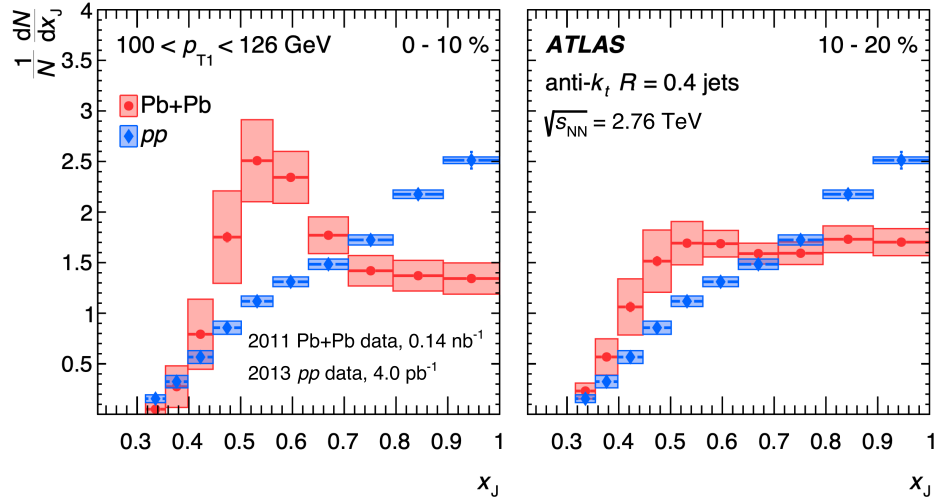 1/N dN/dx_J
100 < p_T1 < 126 GeV
0 - 10 %
Pb+Pb
pp
2011 Pb+Pb data, 0.14 nb⁻¹
2013 pp data, 4.0 pb⁻¹
4
3.5
3
2.5
2
1.5
1
0.5
0.3 0.4 0.5 0.6 0.7 0.8 0.9 1
x_J
ATLAS
10 - 20 %
anti-k_t R = 0.4 jets
√s_NN = 2.76 TeV
0.3 0.4 0.5 0.6 0.7 0.8 0.9 1
x_J